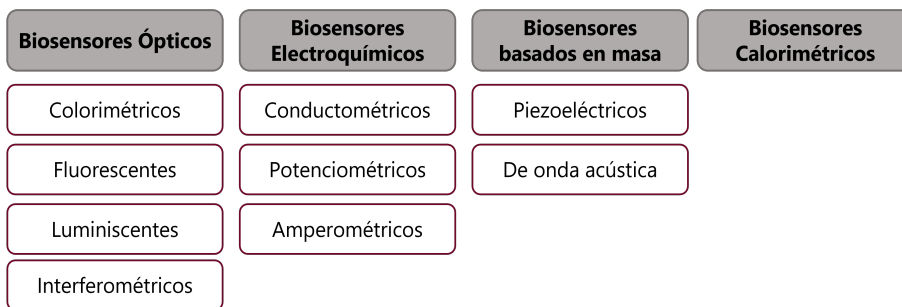 Biosensores Ópticos
Colorimétricos
Fluorescentes
Luminiscentes
Interferométricos
Biosensores
Electroquímicos
Conductométricos
Potenciométricos
Amperométricos
Biosensores
basados en masa
Piezoeléctricos
De onda acústica
Biosensores
Calorimétricos